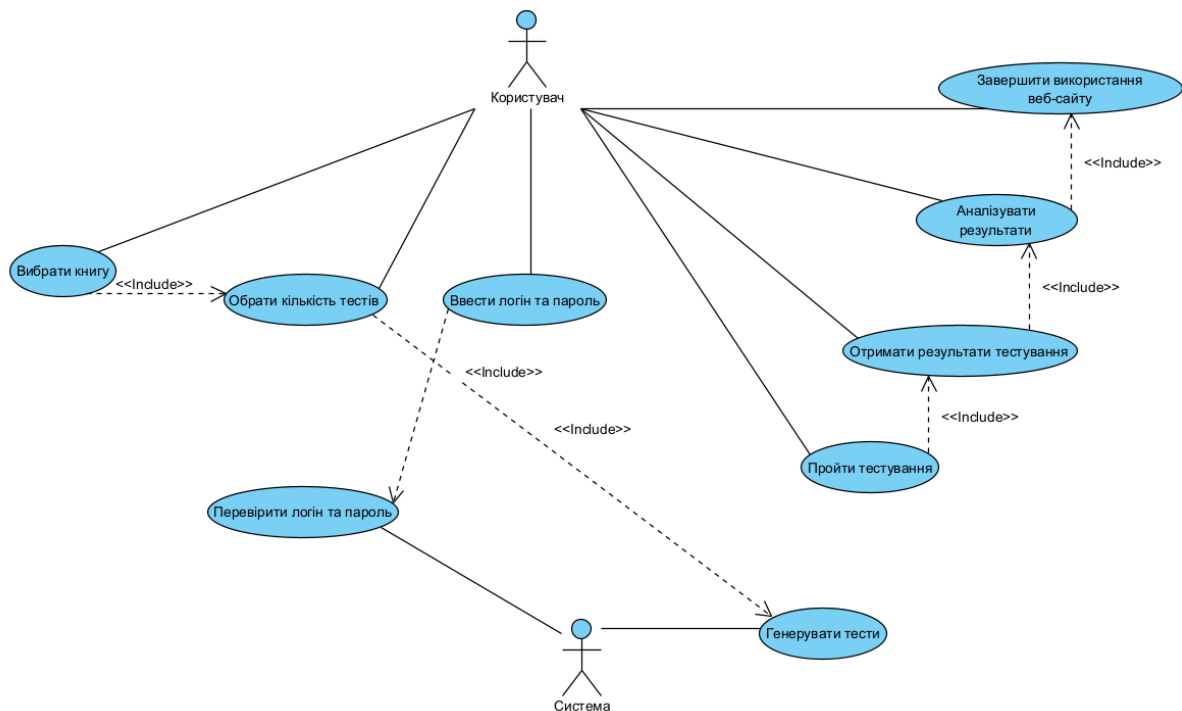 Користувач
Завершити використання
веб-сайту
<<Include>>
Аналізувати
результати
Вибрати книгу
<<Include>>
Обрати кількість тестів
Ввести логін та пароль
<<Include>>
Отримати результати тестування
<<Include>>
<<Include>>
<<Include>>
Пройти тестування
Перевірити логін та пароль
Генерувати тести
Система